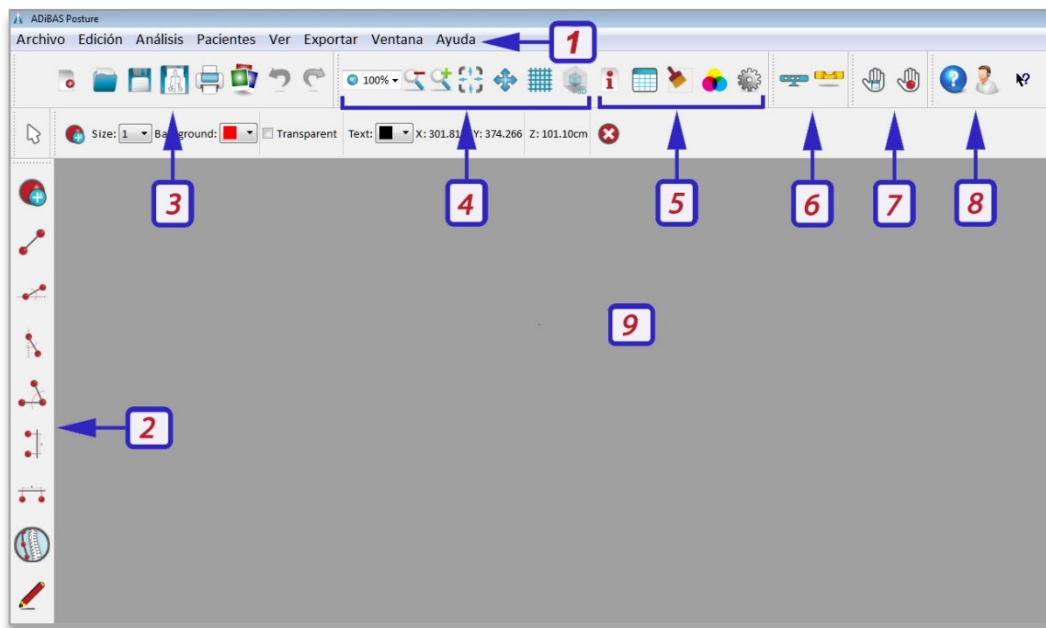 ADiBAS Posture
Archivo Edición Análisis Pacientes Ver Exportar Ventana Ayuda
1
100%
3D
i
?
?
Size: 1 Background: Transparent Text: X: 301.81 Y: 374.266 Z: 101.10cm
3
4
5
6
7
8
9
2